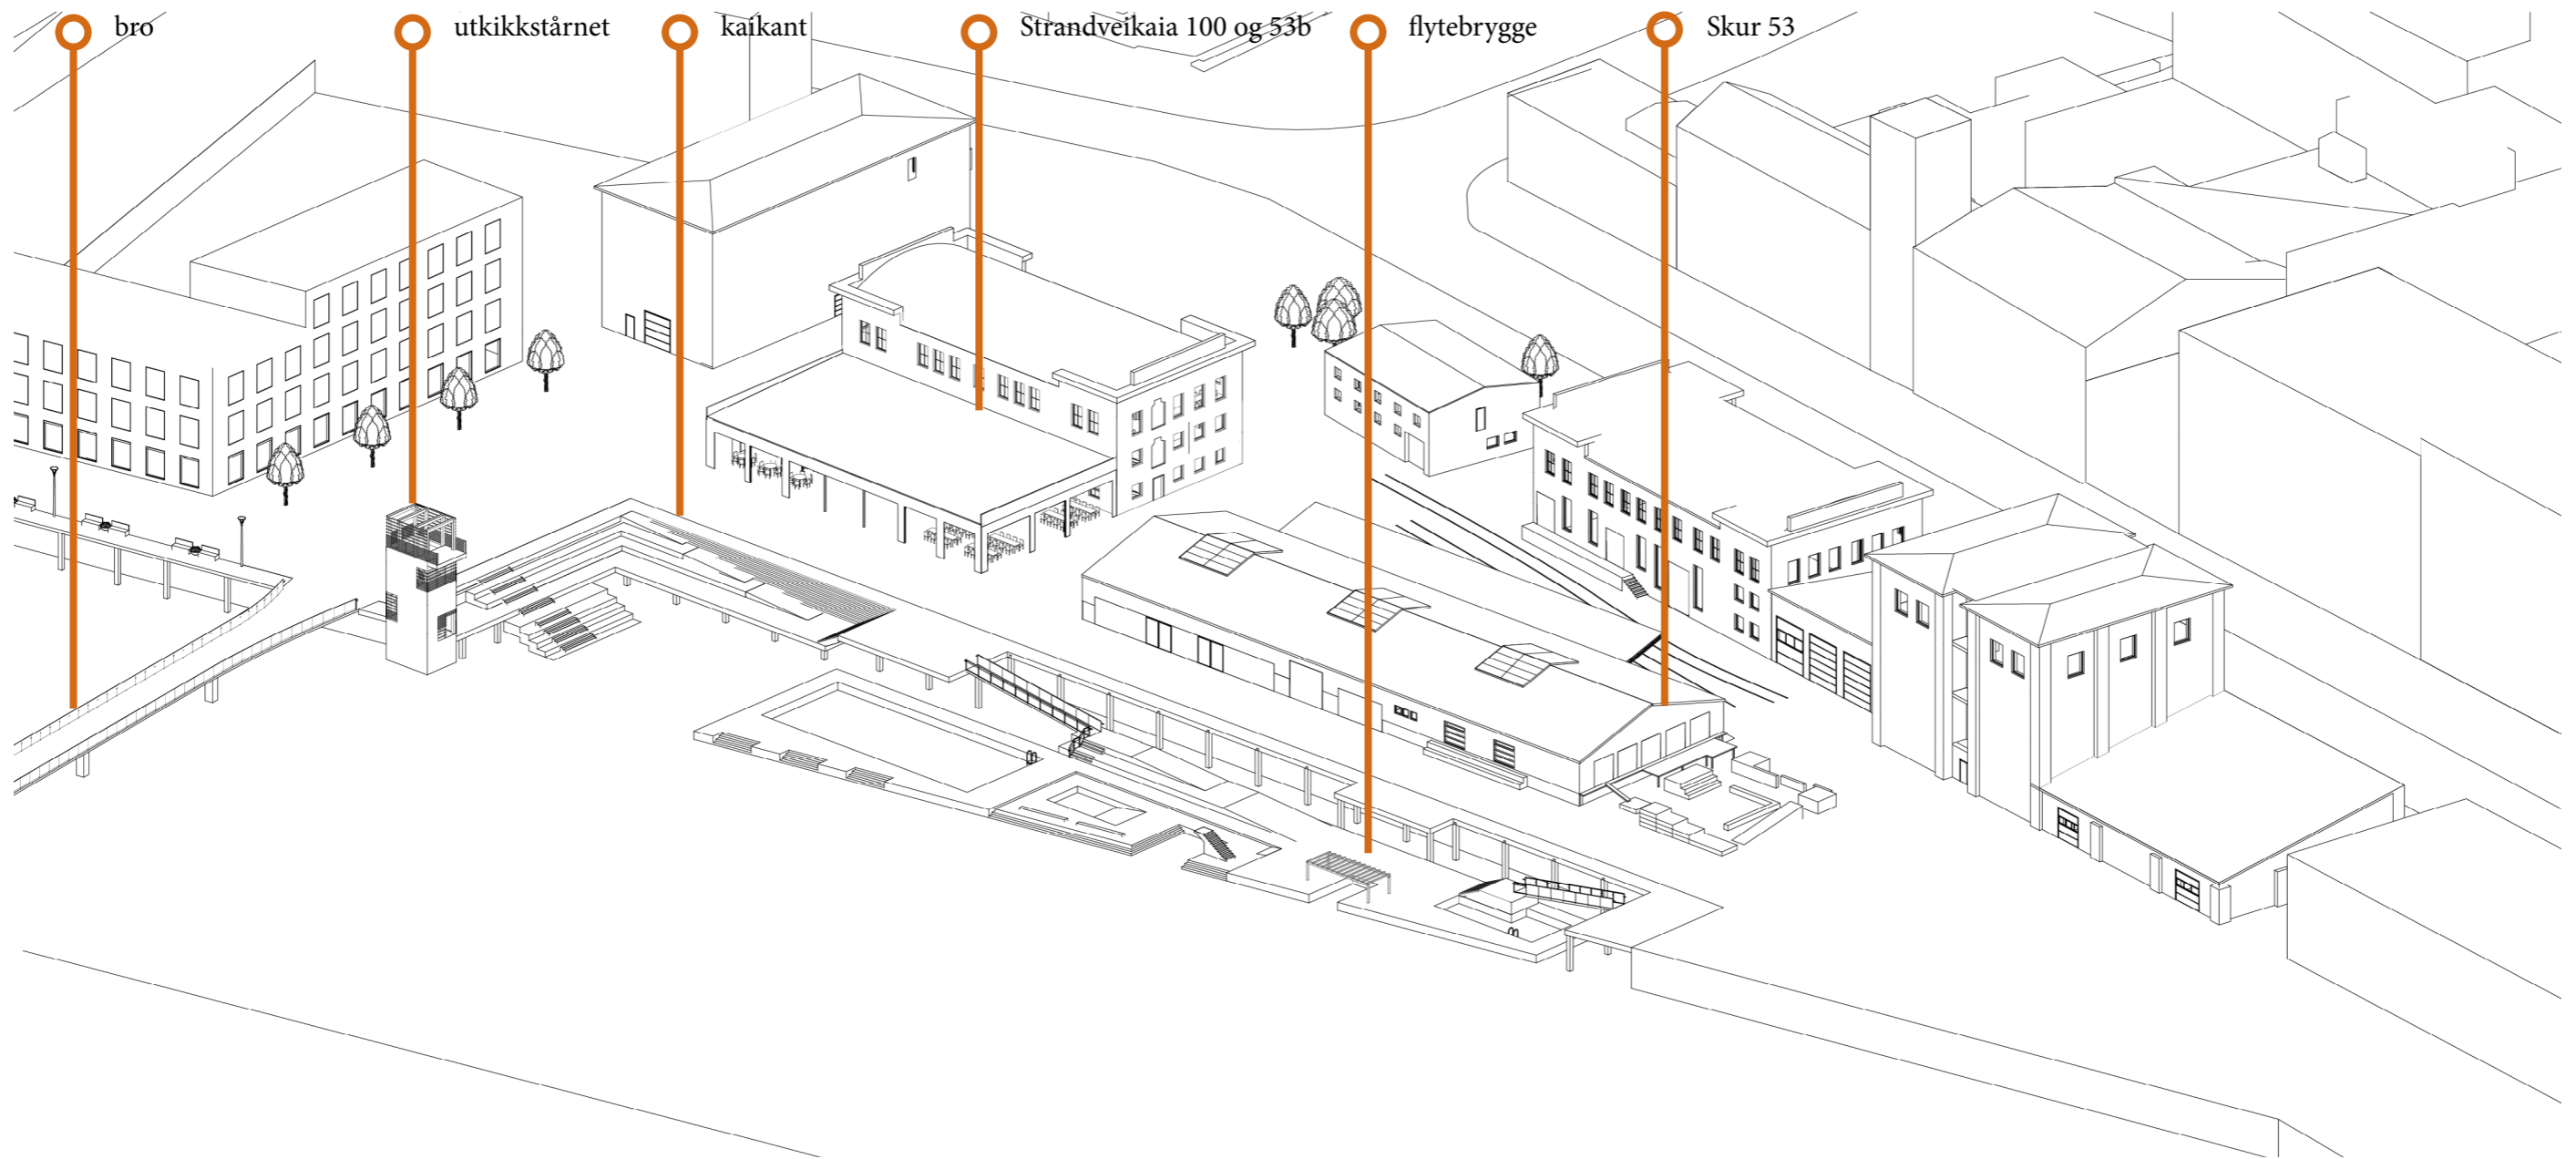 bro
utkikkstårnet
kaikant
Strandveikaia 100 og 53b
flytebrygge
Skur 53